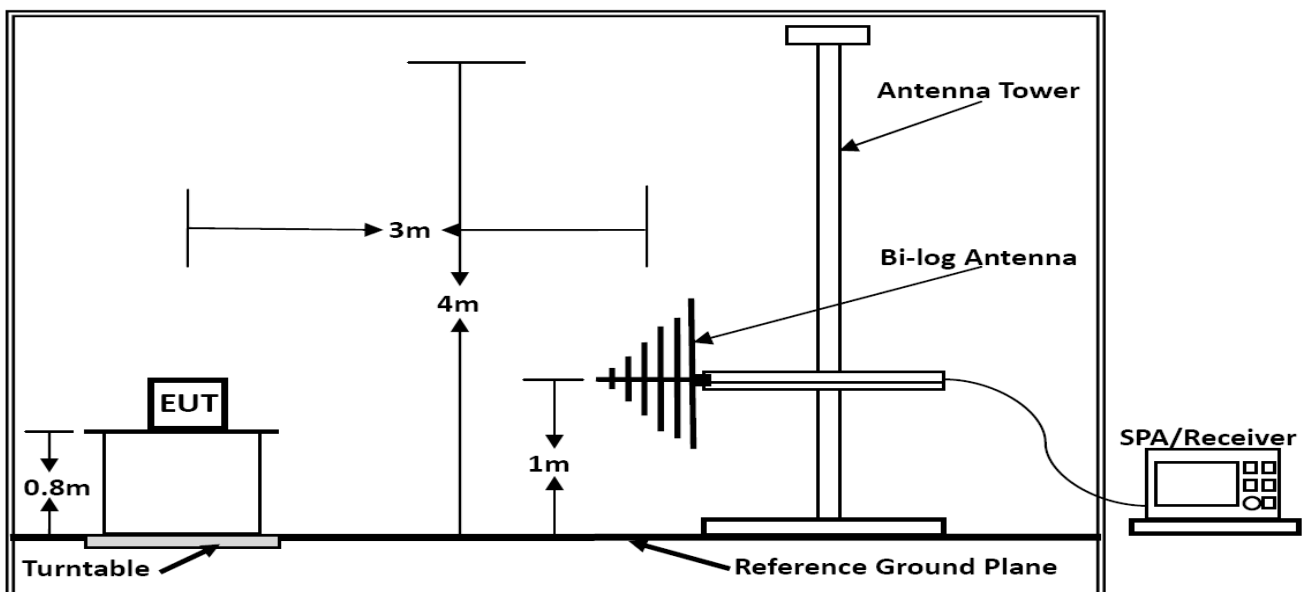 Antenna Tower
3m
Bi-log Antenna
4m
EUT
SPA/Receiver
1m
0.8m
Turntable
Reference Ground Plane